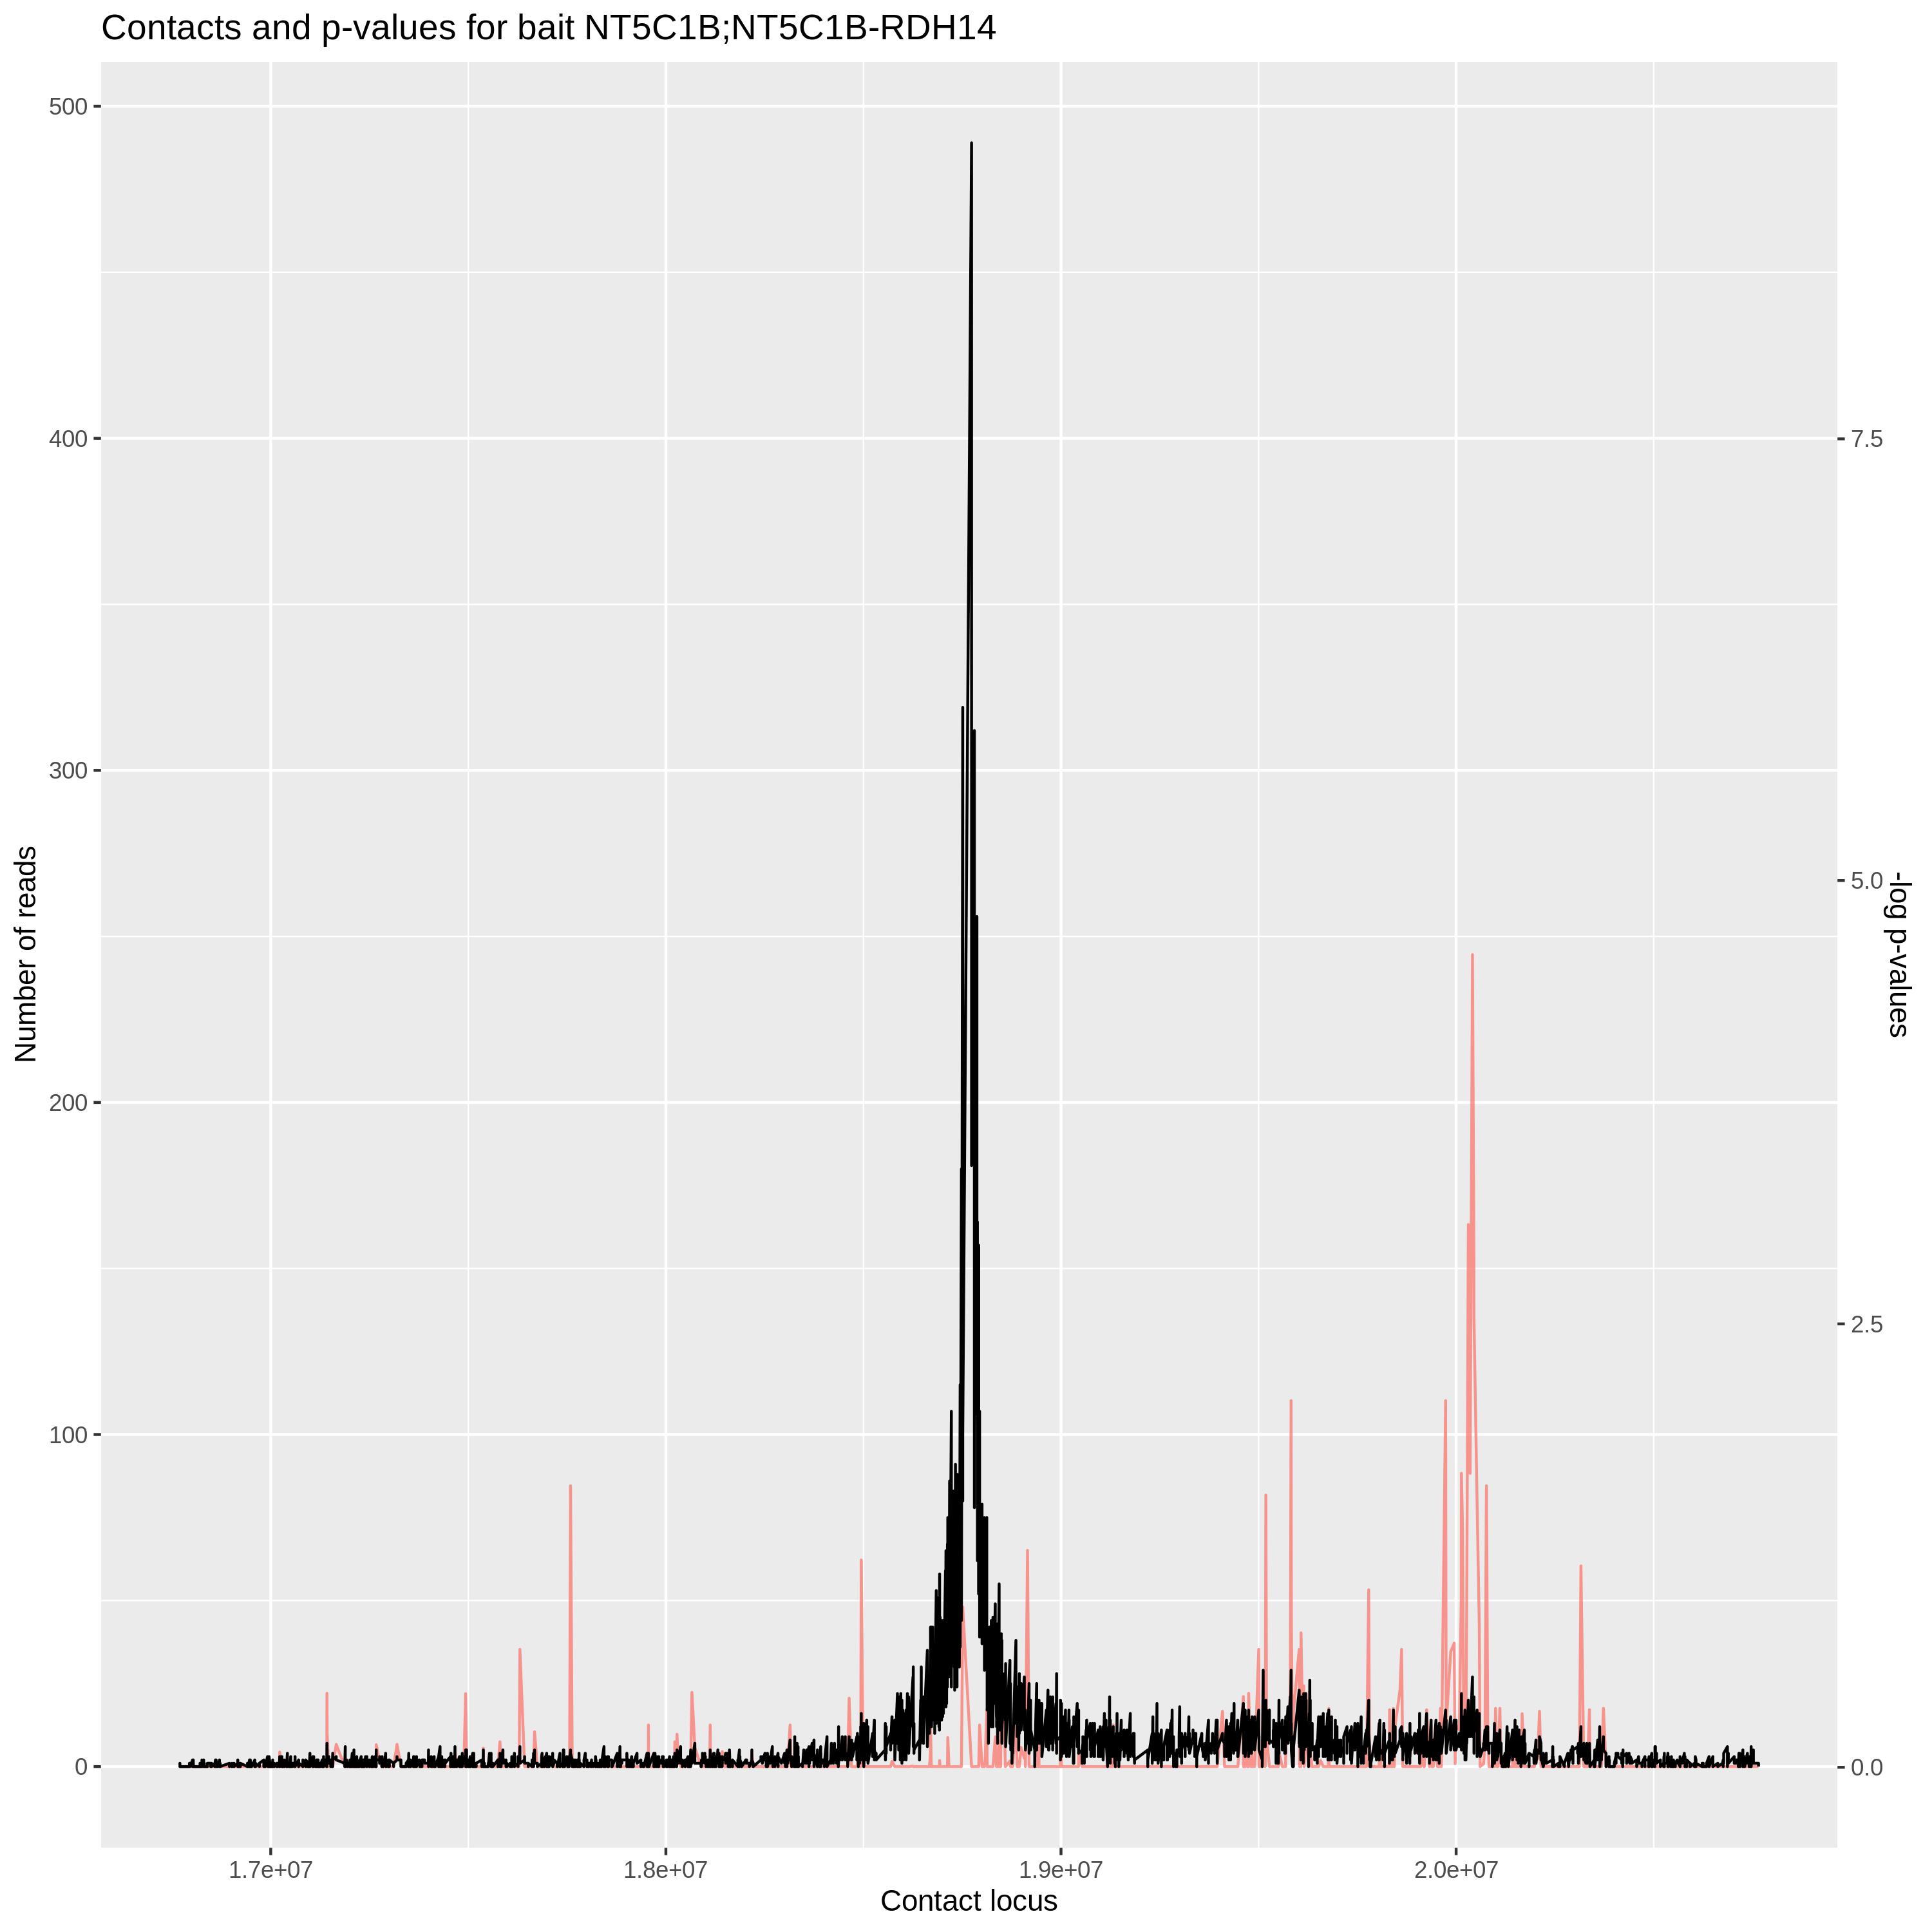 Contacts and p-values for bait NT5C1B;NT5C1B-RDH14
500
400
300
200
100
0
Number of reads
7.5
5.0
2.5
0.0
-log p-values
1.7e+07
1.8e+07
1.9e+07
2.0e+07
Contact locus